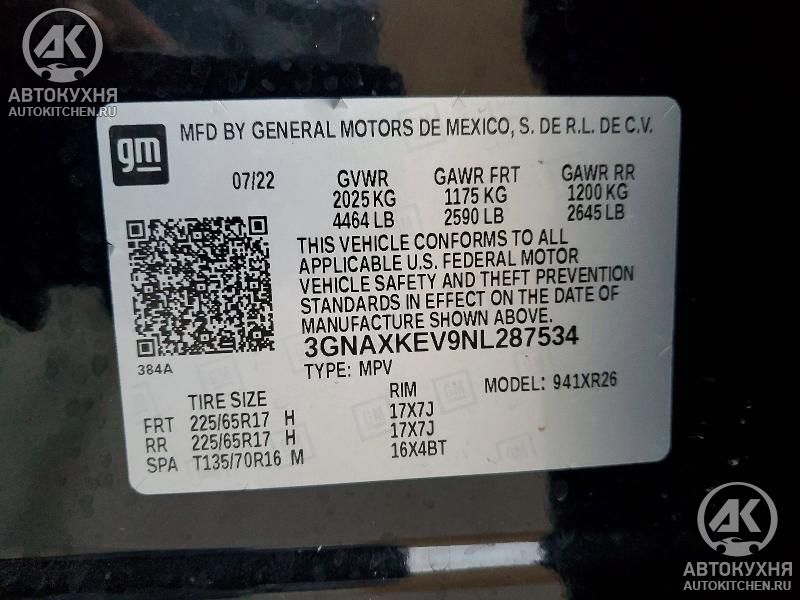 АК
АВТОКУХНЯ
AUTOKITCHEN.RU
gm
MFD BY GENERAL MOTORS DE MEXICO, S. DE R.L. DE C.V.
07/22 GVWR GAWR FRT GAWR RR
2025 KG 1175 KG 1200 KG
4464 LB 2590 LB 2645 LB
THIS VEHICLE CONFORMS TO ALL
APPLICABLE U.S. FEDERAL MOTOR
VEHICLE SAFETY AND THEFT PREVENTION
STANDARDS IN EFFECT ON THE DATE OF
MANUFACTURE SHOWN ABOVE.
3GNAXKEV9NL287534
384A
TYPE: MPV MODEL: 941XR26
TIRE SIZE RIM
FRT 225/65R17 H 17X7J
RR 225/65R17 H 17X7J
SPA T135/70R16 M 16X4BT
АК
АВТОКУХНЯ
AUTOKITCHEN.RU